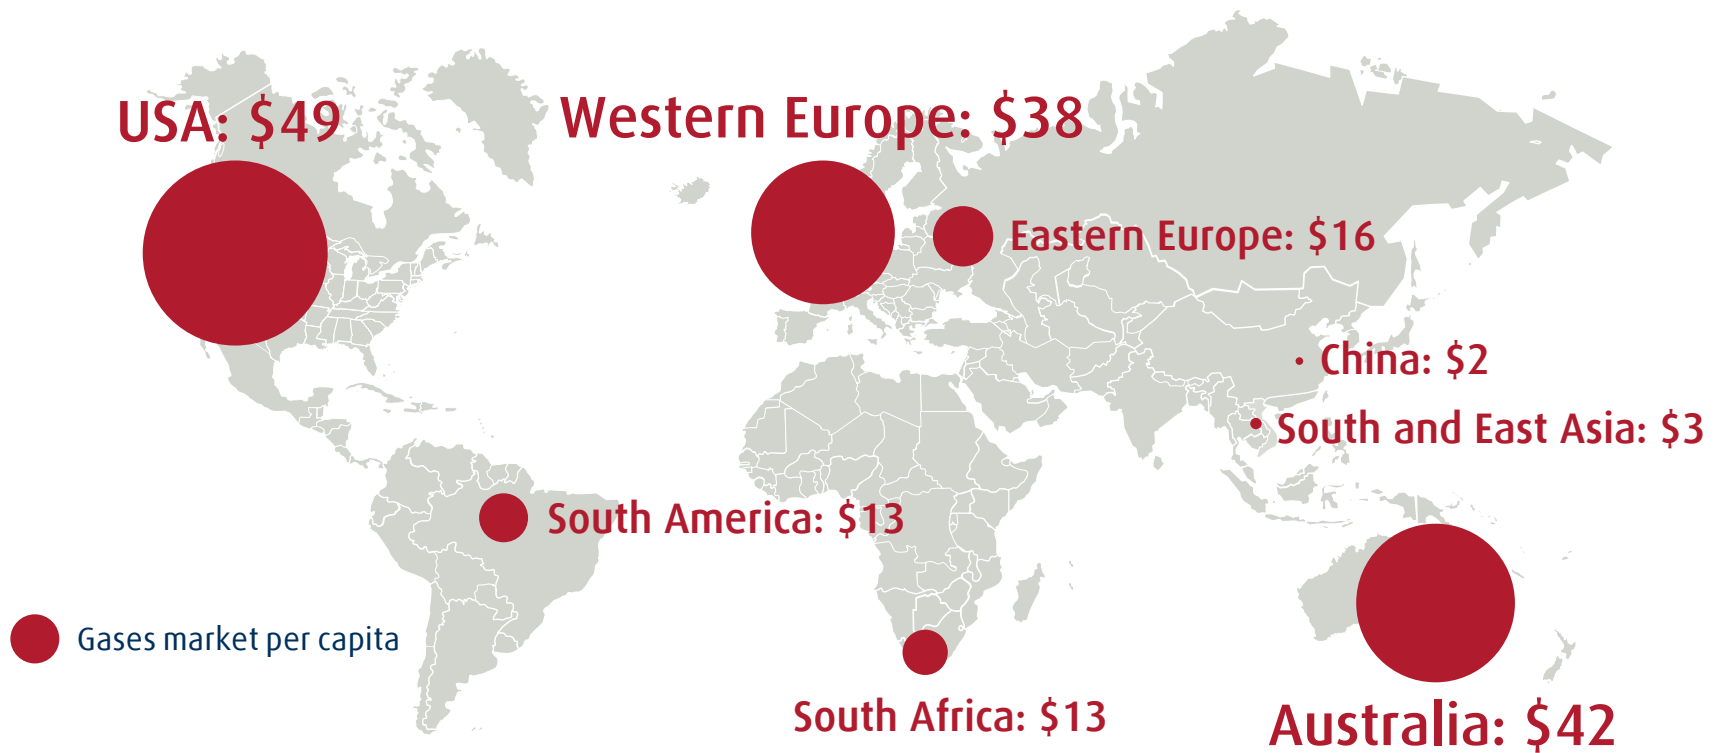 USA: $49
Western Europe: $38
Eastern Europe: $16
China: $2
South and East Asia: $3
South America: $13
Gases market per capita
South Africa: $13
Australia: $42